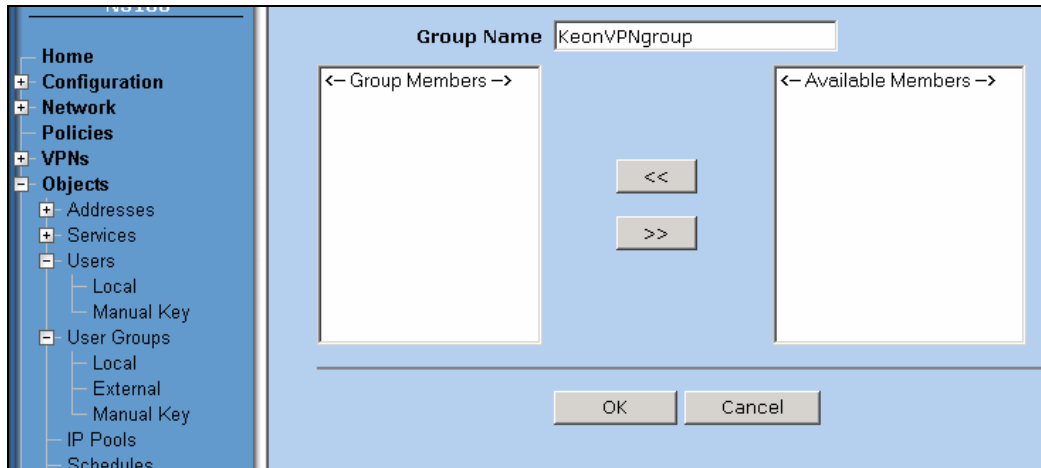 Home
Configuration
Network
Policies
VPNs
Objects
Addresses
Services
Users
Local
Manual Key
User Groups
Local
External
Manual Key
IP Pools
Schedules
Group Name KeonVPNgroup
<-- Group Members -->
<-- Available Members -->
<<
>>
OK
Cancel